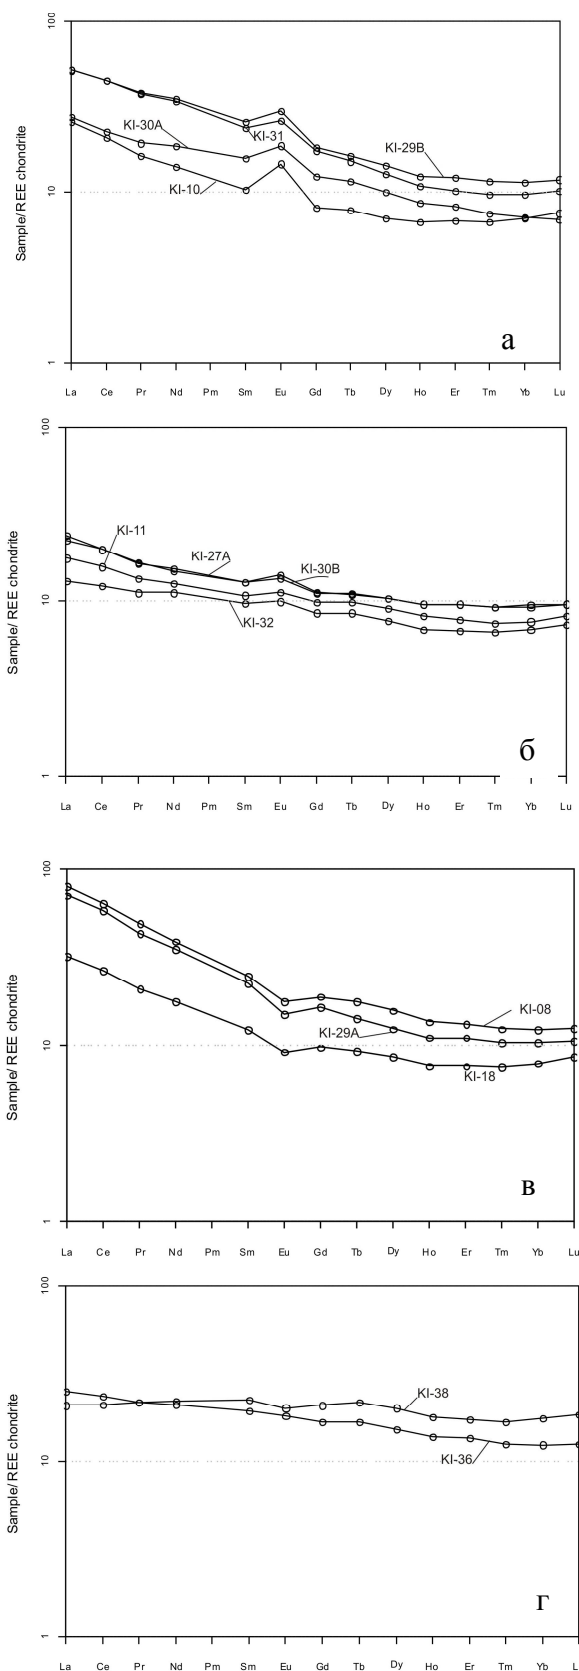 100
KI-30A
KI-31
KI-29B
KI-10
10
Sample/ REE chondrite
а
1
La Ce Pr Nd Pm Sm Eu Gd Tb Dy Ho Er Tm Yb Lu
100
KI-11
KI-27A
KI-30B
10
KI-32
Sample/ REE chondrite
б
1
La Ce Pr Nd Pm Sm Eu Gd Tb Dy Ho Er Tm Yb Lu
100
KI-08
KI-29A
10
KI-18
Sample/ REE chondrite
в
1
La Ce Pr Nd Pm Sm Eu Gd Tb Dy Ho Er Tm Yb Lu
100
KI-38
KI-36
10
Sample/ REE chondrite
г
1
La Ce Pr Nd Pm Sm Eu Gd Tb Dy Ho Er Tm Yb L